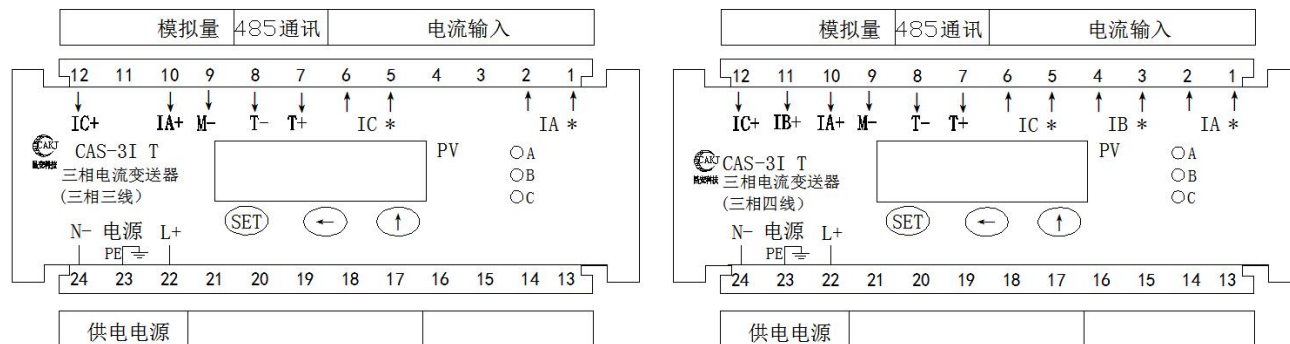 模拟量 485通讯 电流输入
12 11 10 9 8 7 6 5 4 3 2 1
IC+ IA+ M- T- T+ IC * IA *
CAKJ CAS-3I T PV A
三相电流变送器 B
(三相三线) C
SET ← ↑
N- 电源 L+
PE
24 23 22 21 20 19 18 17 16 15 14 13
供电电源
模拟量 485通讯 电流输入
12 11 10 9 8 7 6 5 4 3 2 1
IC+ IB+ IA+ M- T- T+ IC * IB * IA *
CAKJ CAS-3I T PV A
三相电流变送器 B
(三相四线) C
SET ← ↑
N- 电源 L+
PE
24 23 22 21 20 19 18 17 16 15 14 13
供电电源